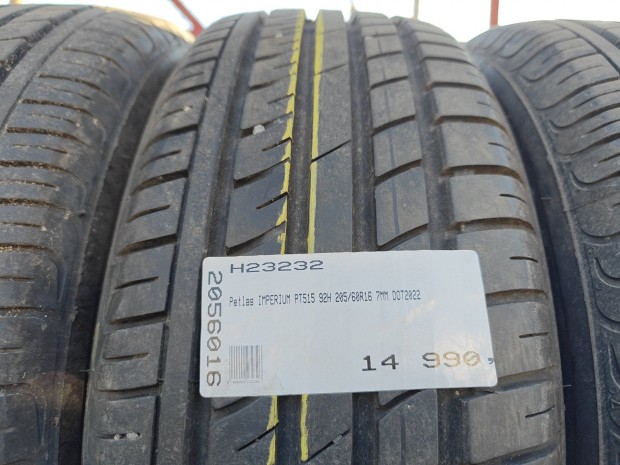 H23232
2056016
Petlas IMPERIUM PT515 92H 205/60R16 7MM DOT2022
14 990,